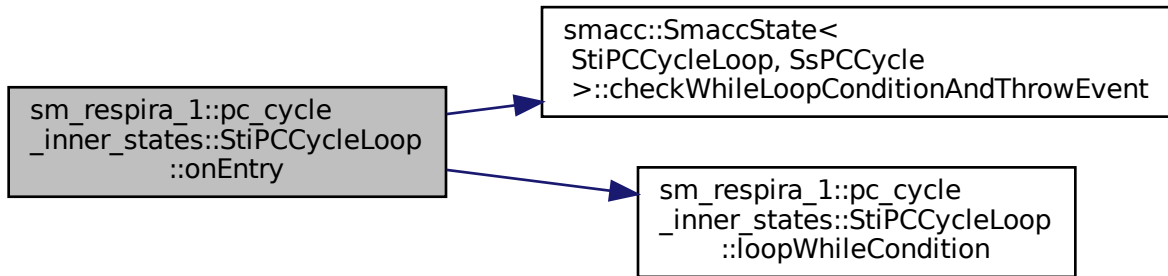 sm_respira_1::pc_cycle
_inner_states::StiPCCycleLoop
::onEntry
smacc::SmaccState<
StiPCCycleLoop, SsPCCycle
>::checkWhileLoopConditionAndThrowEvent
sm_respira_1::pc_cycle
_inner_states::StiPCCycleLoop
::loopWhileCondition